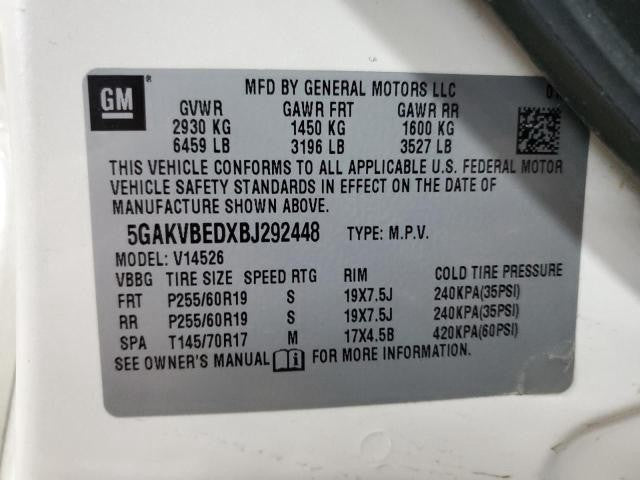 GM
®
MFD BY GENERAL MOTORS LLC
GVWR GAWR FRT GAWR RR
2930 KG 1450 KG 1600 KG
6459 LB 3196 LB 3527 LB
THIS VEHICLE CONFORMS TO ALL APPLICABLE U.S. FEDERAL MOTOR
VEHICLE SAFETY STANDARDS IN EFFECT ON THE DATE OF
MANUFACTURE SHOWN ABOVE.
5GAKVBEDXBJ292448 TYPE: M.P.V.
MODEL: V14526
VBBG TIRE SIZE SPEED RTG RIM COLD TIRE PRESSURE
FRT P255/60R19 S 19X7.5J 240KPA(35PSI)
RR P255/60R19 S 19X7.5J 240KPA(35PSI)
SPA T145/70R17 M 17X4.5B 420KPA(60PSI)
SEE OWNER'S MANUAL FOR MORE INFORMATION.